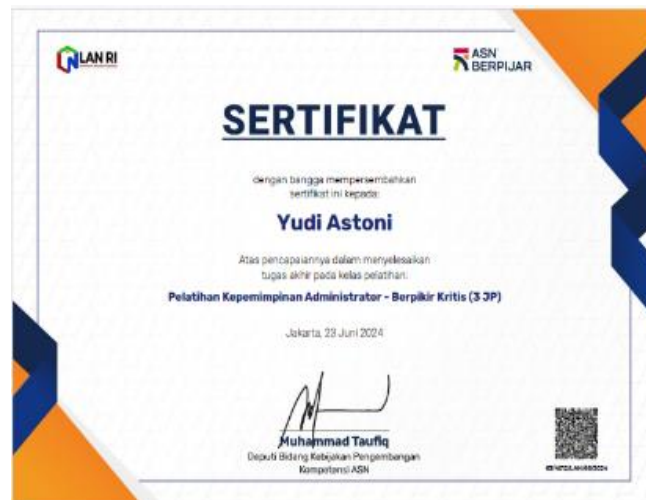 LAN RI
ASN
BERPIJAR
SERTIFIKAT
dengan bangga mempersembahkan
sertifikat ini kepada:
Yudi Astoni
Atas pencapaiannya dalam menyelesaikan
tugas akhir pada kelas pelatihan:
Pelatihan Kepemimpinan Administrator - Berpikir Kritis (3 JP)
Jakarta, 23 Juni 2024
Muhammad Taufiq
Deputi Bidang Kebijakan Pengembangan
Kompetensi ASN